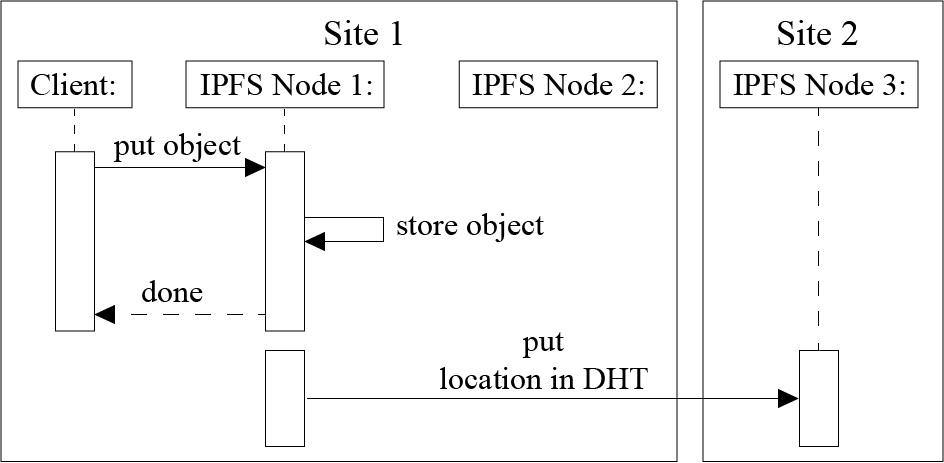 Site 1
Site 2
Client:
IPFS Node 1:
IPFS Node 2:
IPFS Node 3:
put object
store object
done
put
location in DHT